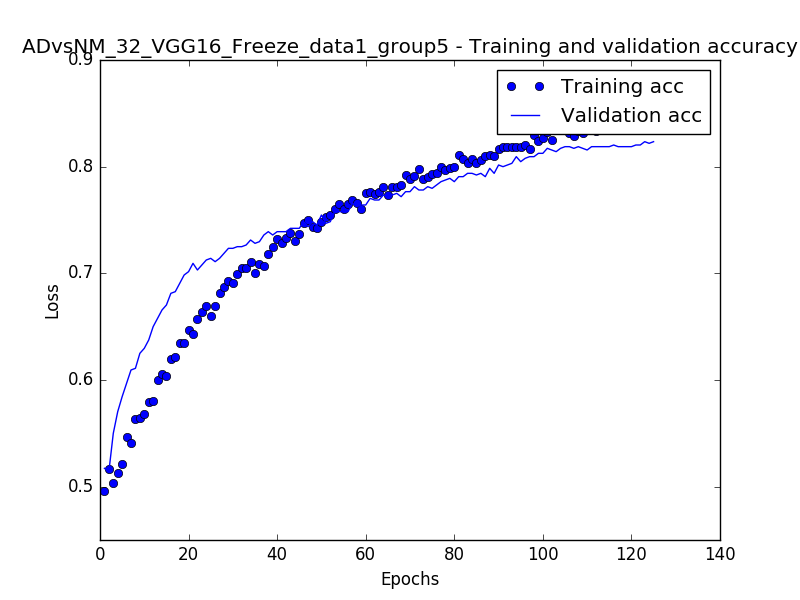 ADvsNM_32_VGG16_Freeze_data1_group5 - Training and validation accuracy
Training acc
Validation acc
0.9
0.8
0.7
0.6
0.5
Loss
0
20
40
60
80
100
120
140
Epochs